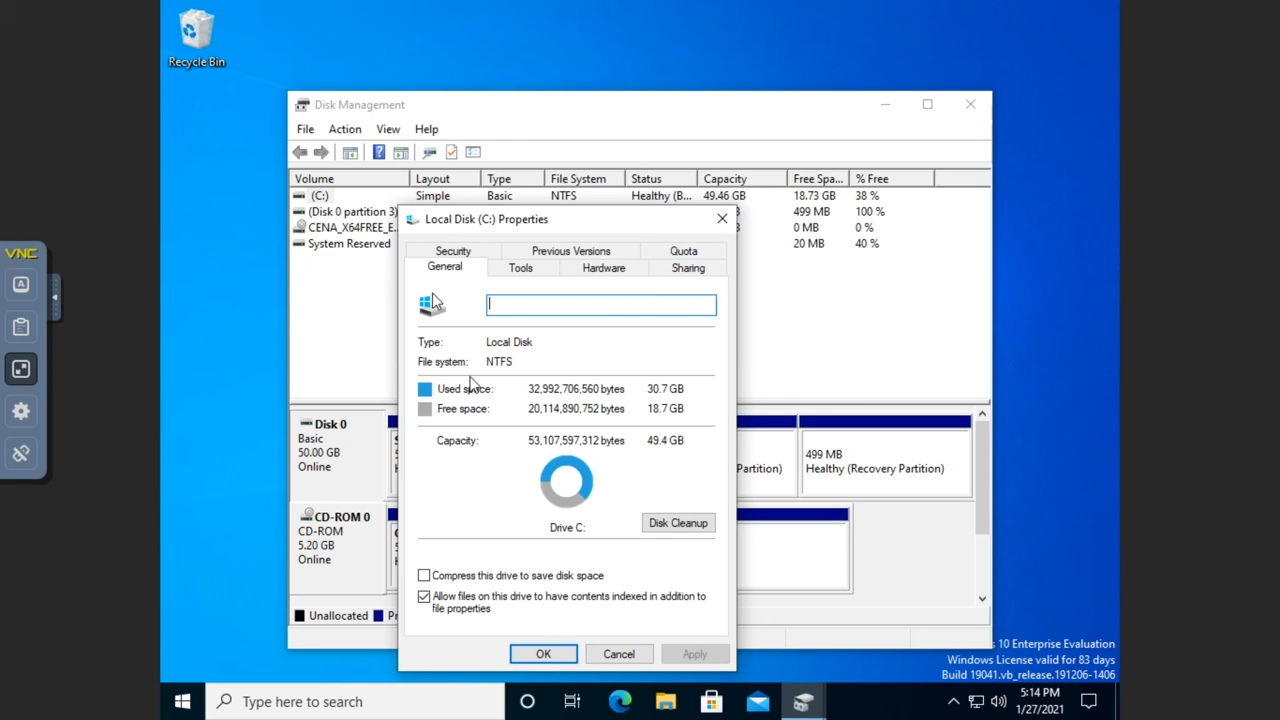 Recycle Bin
Disk Management
File Action View Help
Volume Layout Type File System Status Capacity Free Spa... % Free
(C:) Simple Basic NTFS Healthy (B... 49.46 GB 18.73 GB 38 %
(Disk 0 partition 3) 499 MB 100 %
CENA_X64FREE_E... 0 MB 0 %
System Reserved 20 MB 40 %
Local Disk (C:) Properties
Security Previous Versions Quota
General Tools Hardware Sharing
Type: Local Disk
File system: NTFS
Used space: 32,992,706,560 bytes 30.7 GB
Free space: 20,114,890,752 bytes 18.7 GB
Capacity: 53,107,597,312 bytes 49.4 GB
Drive C:
Disk Cleanup
Compress this drive to save disk space
Allow files on this drive to have contents indexed in addition to
file properties
OK Cancel Apply
Disk 0
Basic
50.00 GB
Online
Partition)
499 MB
Healthy (Recovery Partition)
CD-ROM 0
CD-ROM
5.20 GB
Online
Unallocated
VNC
A
10 Enterprise Evaluation
Windows License valid for 83 days
Build 19041.vb_release.191206-1406
Type here to search
5:14 PM
1/27/2021